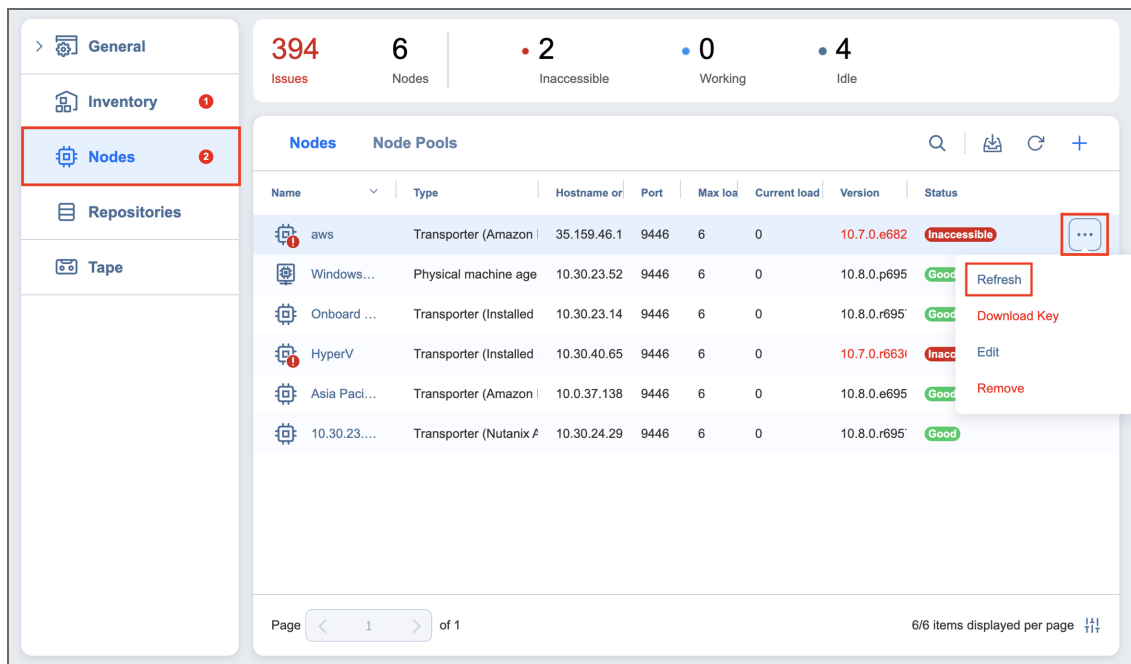 General
Inventory 1
Nodes 2
Repositories
Tape
394 6 2 0 4
Issues Nodes Inaccessible Working Idle
Nodes Node Pools
Name Type Hostname or Port Max loa Current load Version Status
aws Transporter (Amazon 35.159.46.1 9446 6 0 10.7.0.e682 Inaccessible ...
Windows... Physical machine age 10.30.23.52 9446 6 0 10.8.0.p695 Good
Onboard ... Transporter (Installed 10.30.23.14 9446 6 0 10.8.0.r695 Good
HyperV Transporter (Installed 10.30.40.65 9446 6 0 10.7.0.r663 Inacc
Asia Paci... Transporter (Amazon 10.0.37.138 9446 6 0 10.8.0.e695 Good
10.30.23.... Transporter (Nutanix A 10.30.24.29 9446 6 0 10.8.0.r695 Good
Refresh
Download Key
Edit
Remove
Page 1 of 1
6/6 items displayed per page